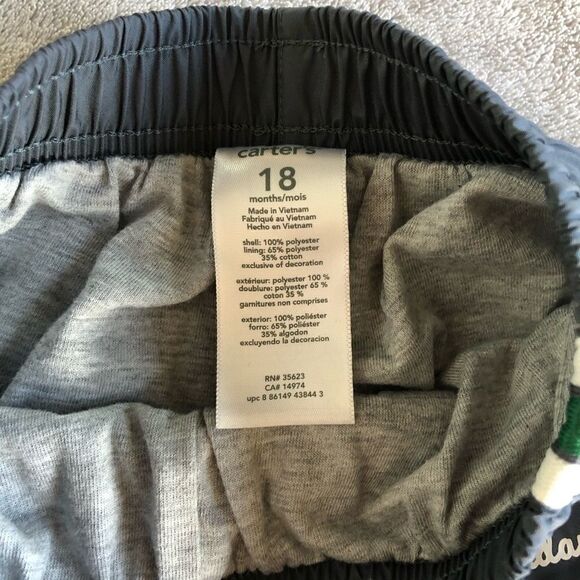 carter's
18
months/mois
Made in Vietnam
Fabriqué au Vietnam
Hecho en Vietnam
shell: 100% polyester
lining: 65% polyester
35% cotton
exclusive of decoration
extérieur: polyester 100 %
doublure: polyester 65 %
coton 35 %
garnitures non comprises
exterior: 100% poliéster
forro: 65% poliéster
35% algodon
excluyendo la decoracion
RN# 35623
CA# 14974
upc 8 86149 43844 3